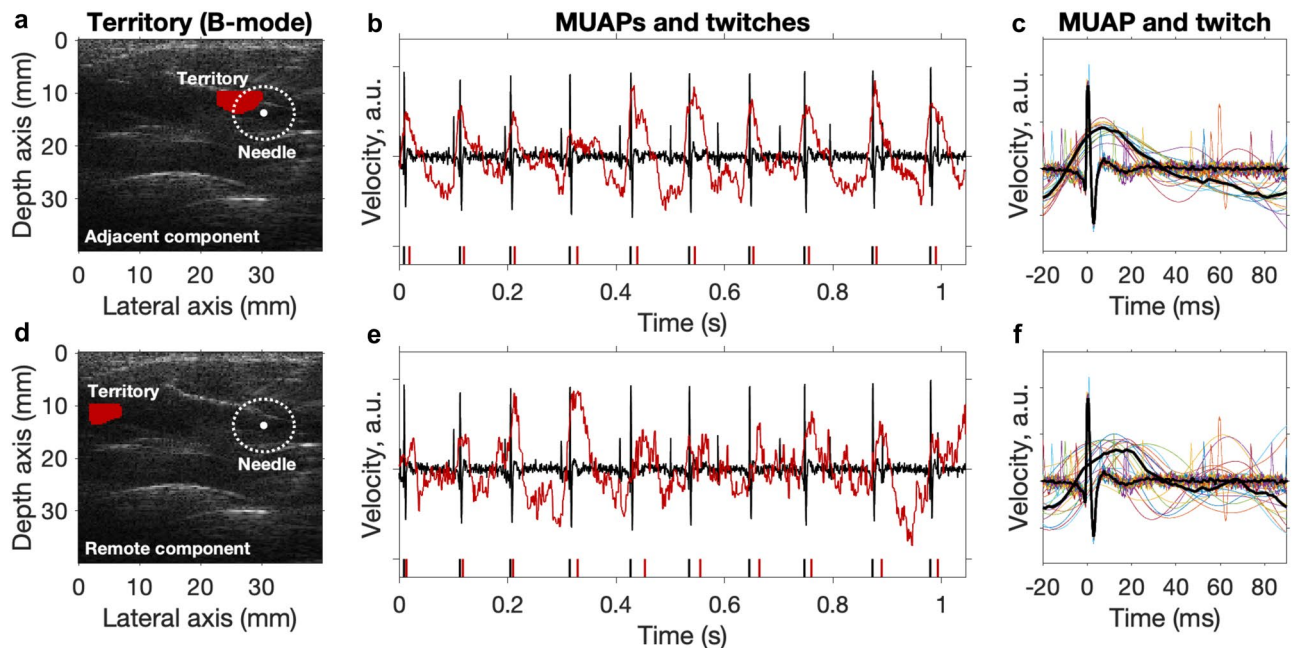 a Territory (B-mode)
b MUAPs and twitches
c MUAP and twitch
Depth axis (mm)
0
10
20
30
Territory
Needle
Adjacent component
0 10 20 30
Lateral axis (mm)
Velocity, a.u.
0 0.2 0.4 0.6 0.8 1
Time (s)
Velocity, a.u.
-20 0 20 40 60 80
Time (ms)
d
Depth axis (mm)
0
10
20
30
Territory
Needle
Remote component
0 10 20 30
Lateral axis (mm)
e
Velocity, a.u.
0 0.2 0.4 0.6 0.8 1
Time (s)
f
Velocity, a.u.
-20 0 20 40 60 80
Time (ms)